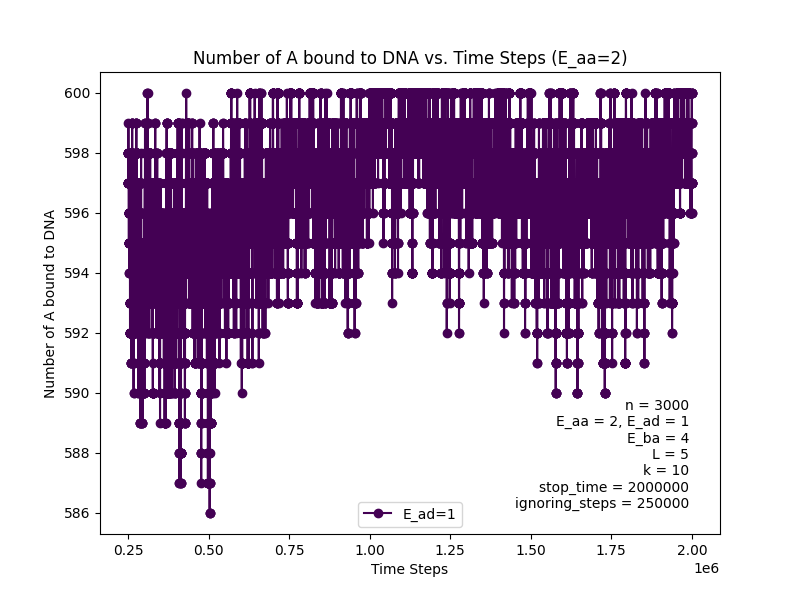 Number of A bound to DNA vs. Time Steps (E_aa=2)
Number of A bound to DNA
600
598
596
594
592
590
588
586
n = 3000
E_aa = 2, E_ad = 1
E_ba = 4
L = 5
k = 10
stop_time = 2000000
ignoring_steps = 250000
E_ad=1
0.25 0.50 0.75 1.00 1.25 1.50 1.75 2.00
1e6
Time Steps